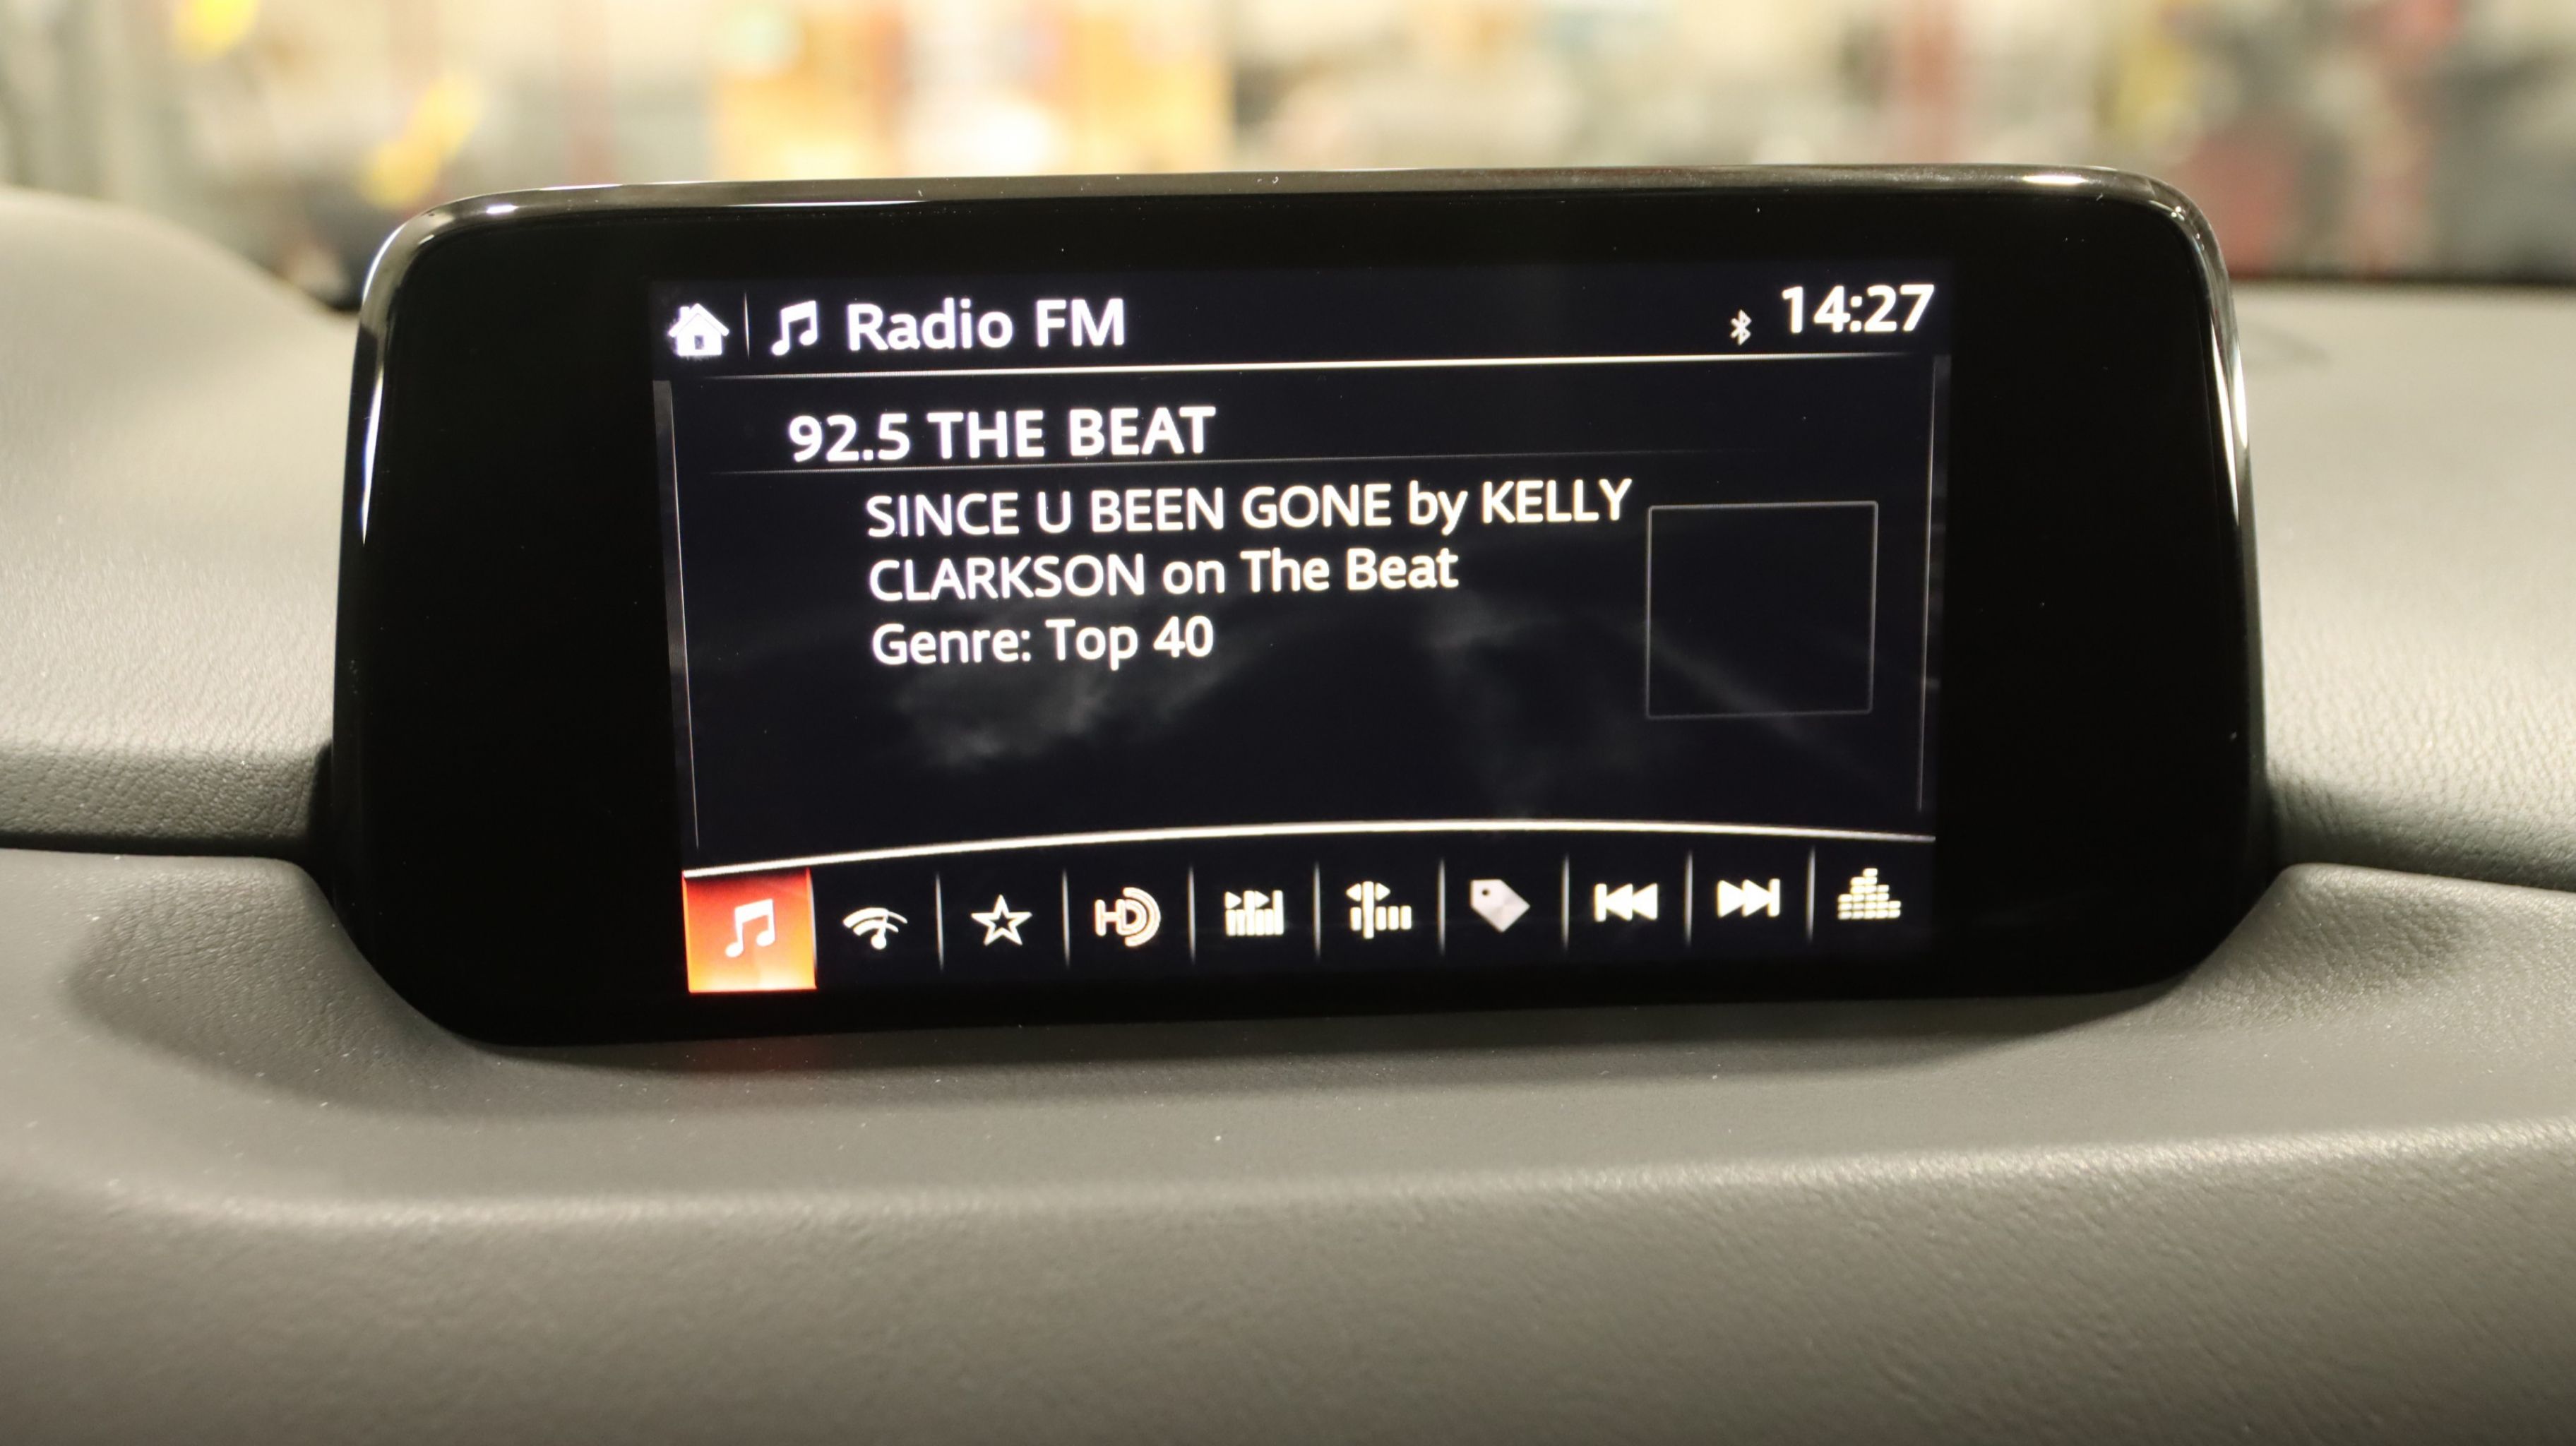 Radio FM
14:27
92.5 THE BEAT
SINCE U BEEN GONE by KELLY
CLARKSON on The Beat
Genre: Top 40
HD